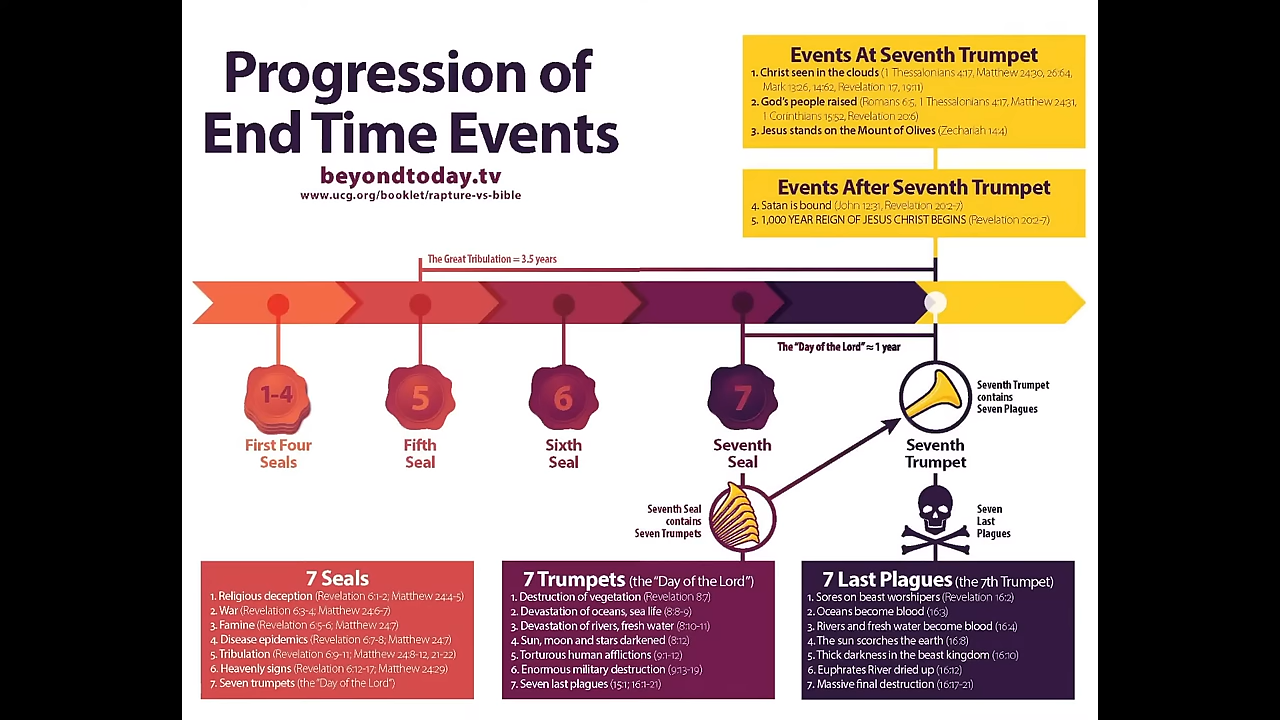 Progression of
End Time Events
beyondtoday.tv
www.ucg.org/booklet/rapture-vs-bible
Events At Seventh Trumpet
1. Christ seen in the clouds (1 Thessalonians 4:17, Matthew 24:30, 26:64,
Mark 13:26, 14:62, Revelation 1:7, 19:11)
2. God's people raised (Romans 6:5, 1 Thessalonians 4:17, Matthew 24:31,
1 Corinthians 15:52, Revelation 20:6)
3. Jesus stands on the Mount of Olives (Zechariah 14:4)
Events After Seventh Trumpet
4. Satan is bound (John 12:31, Revelation 20:2-7)
5. 1,000 YEAR REIGN OF JESUS CHRIST BEGINS (Revelation 20:2-7)
The Great Tribulation = 3.5 years
The "Day of the Lord" ≈ 1 year
1-4
First Four
Seals
5
Fifth
Seal
6
Sixth
Seal
7
Seventh
Seal
Seventh Trumpet
contains
Seven Plagues
Seventh
Trumpet
Seventh Seal
contains
Seven Trumpets
Seven
Last
Plagues
7 Seals
1. Religious deception (Revelation 6:1-2; Matthew 24:4-5)
2. War (Revelation 6:3-4; Matthew 24:6-7)
3. Famine (Revelation 6:5-6; Matthew 24:7)
4. Disease epidemics (Revelation 6:7-8; Matthew 24:7)
5. Tribulation (Revelation 6:9-11; Matthew 24:8-12, 21-22)
6. Heavenly signs (Revelation 6:12-17; Matthew 24:29)
7. Seven trumpets (the "Day of the Lord")
7 Trumpets (the "Day of the Lord")
1. Destruction of vegetation (Revelation 8:7)
2. Devastation of oceans, sea life (8:8-9)
3. Devastation of rivers, fresh water (8:10-11)
4. Sun, moon and stars darkened (8:12)
5. Torturous human afflictions (9:1-12)
6. Enormous military destruction (9:13-19)
7. Seven last plagues (15:1; 16:1-21)
7 Last Plagues (the 7th Trumpet)
1. Sores on beast worshipers (Revelation 16:2)
2. Oceans become blood (16:3)
3. Rivers and fresh water become blood (16:4)
4. The sun scorches the earth (16:8)
5. Thick darkness in the beast kingdom (16:10)
6. Euphrates River dried up (16:12)
7. Massive final destruction (16:17-21)